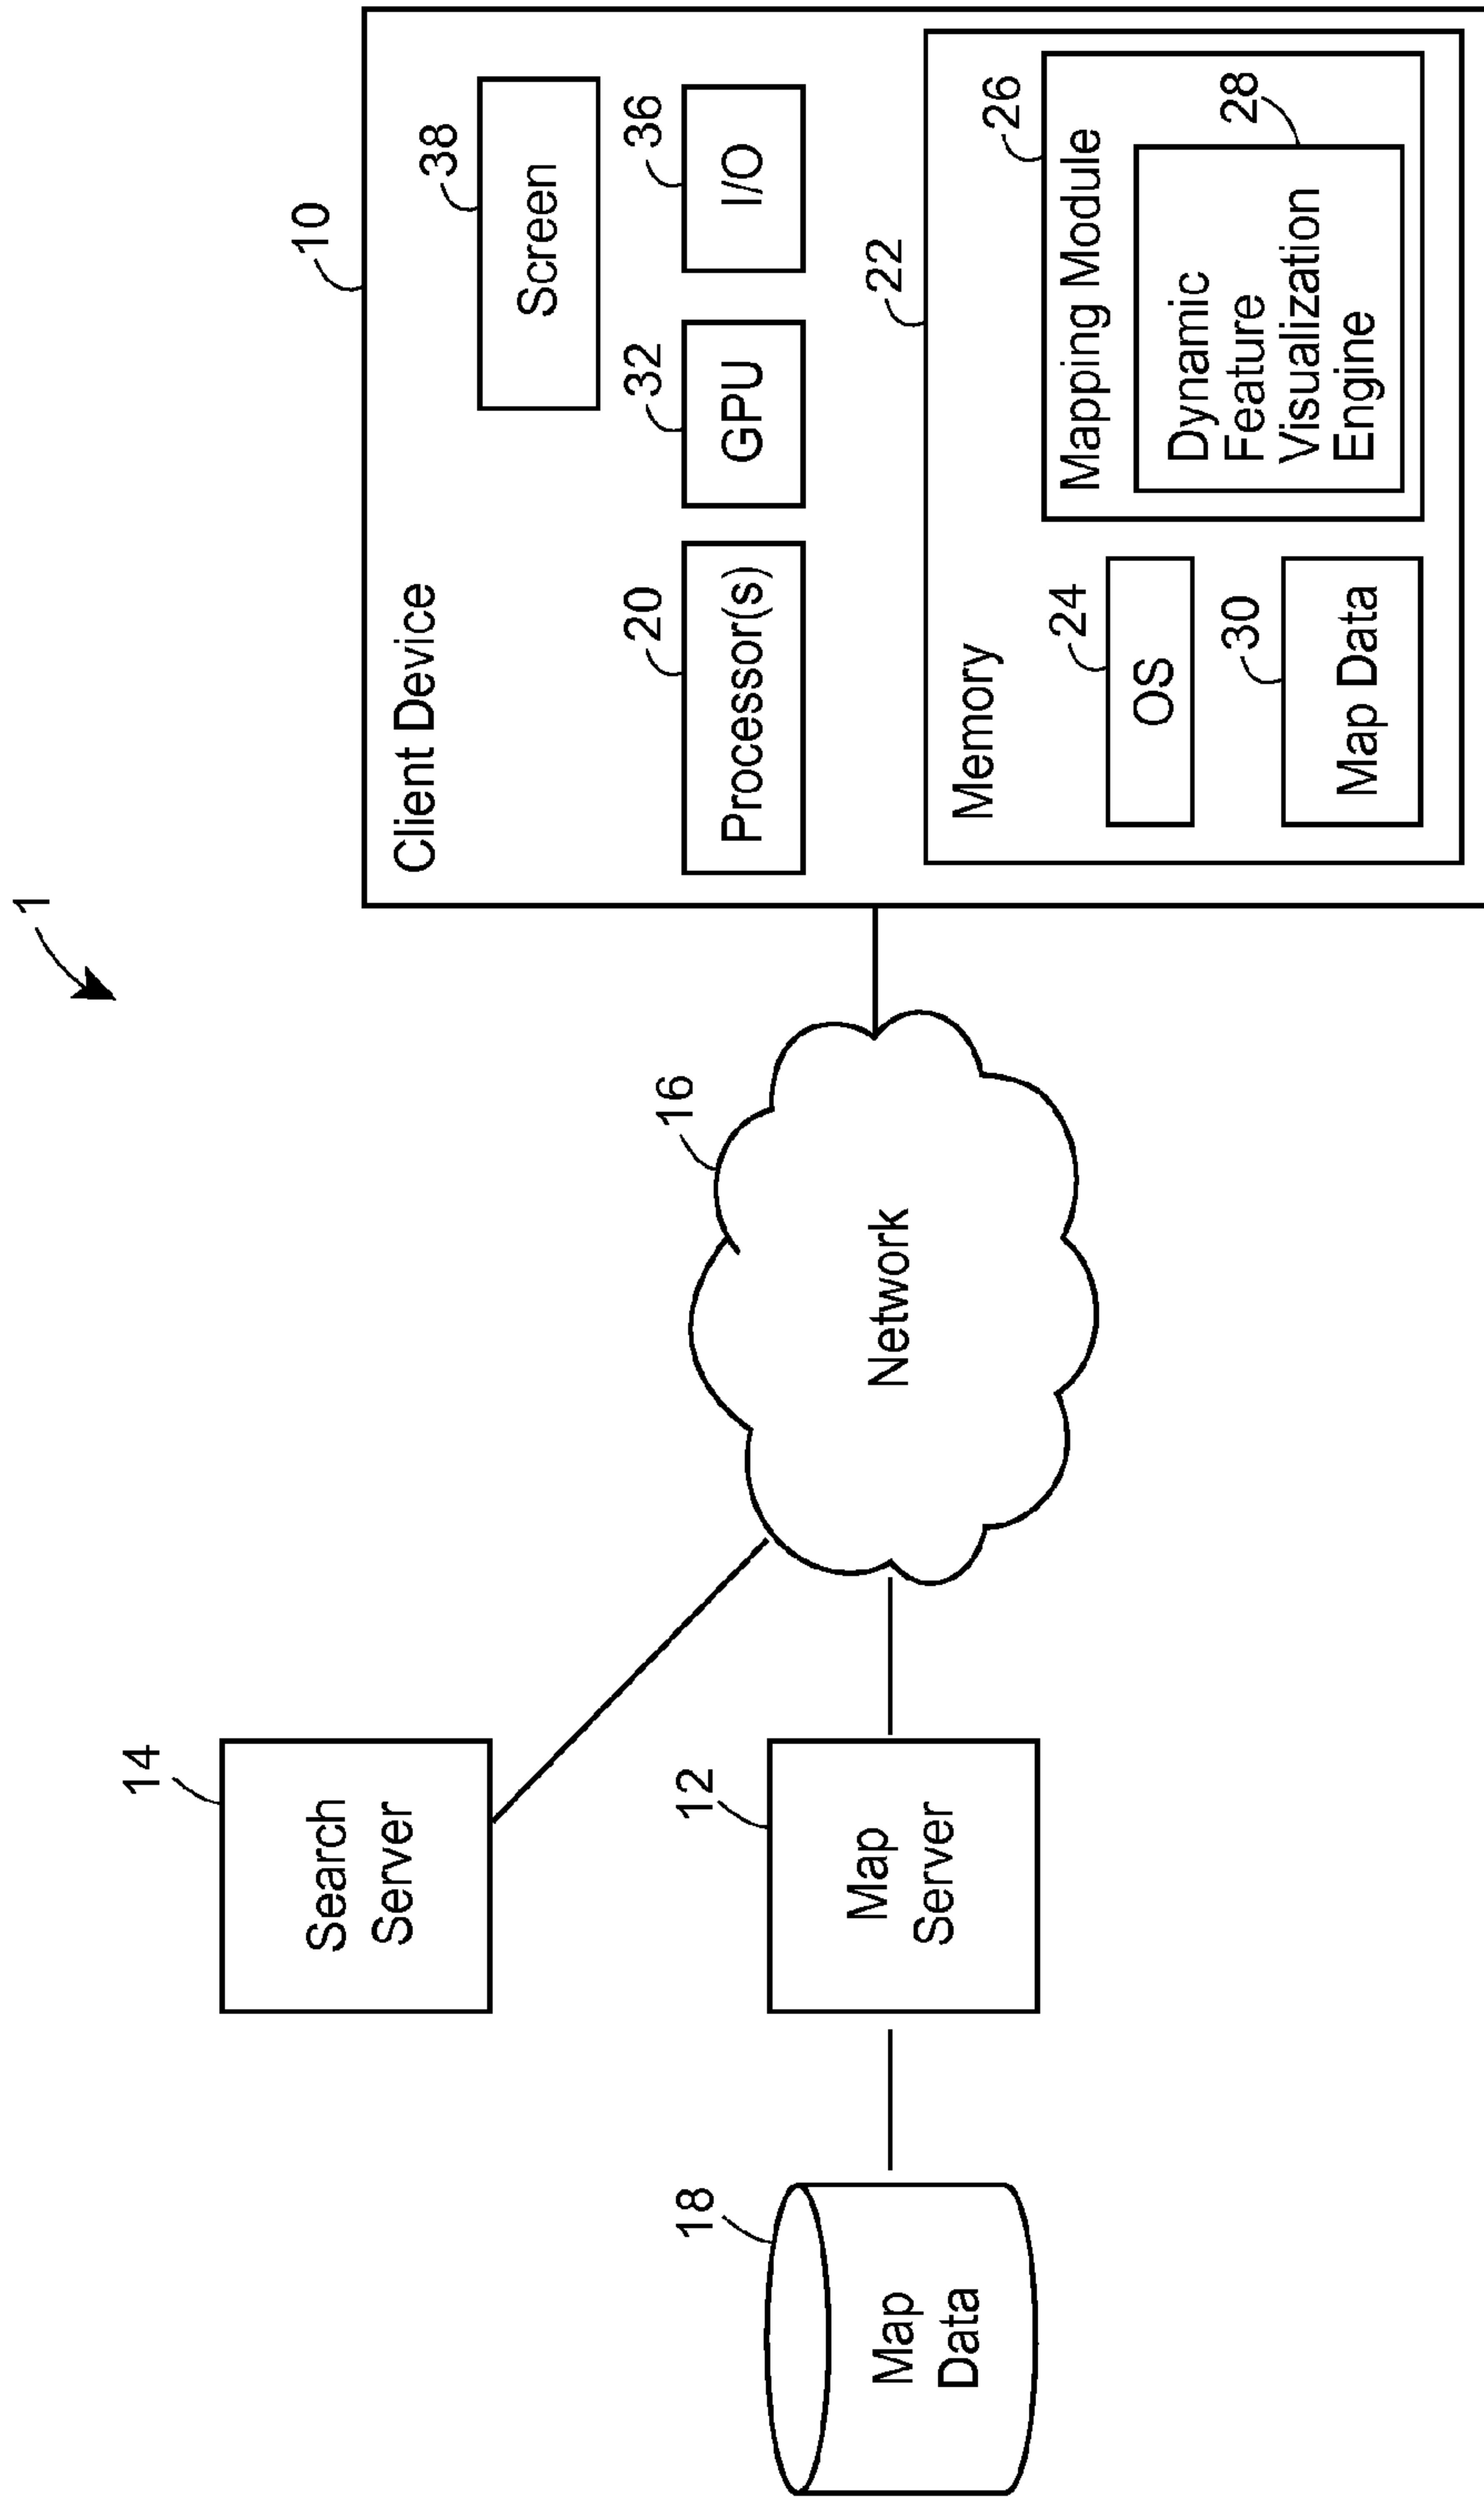 1
18
Map
Data
14
Search
Server
12
Map
Server
16
Network
10
Client Device
38
Screen
20
Processor(s)
32
GPU
36
I/O
22
Memory
24
OS
30
Map Data
26
Mapping Module
28
Dynamic
Feature
Visualization
Engine